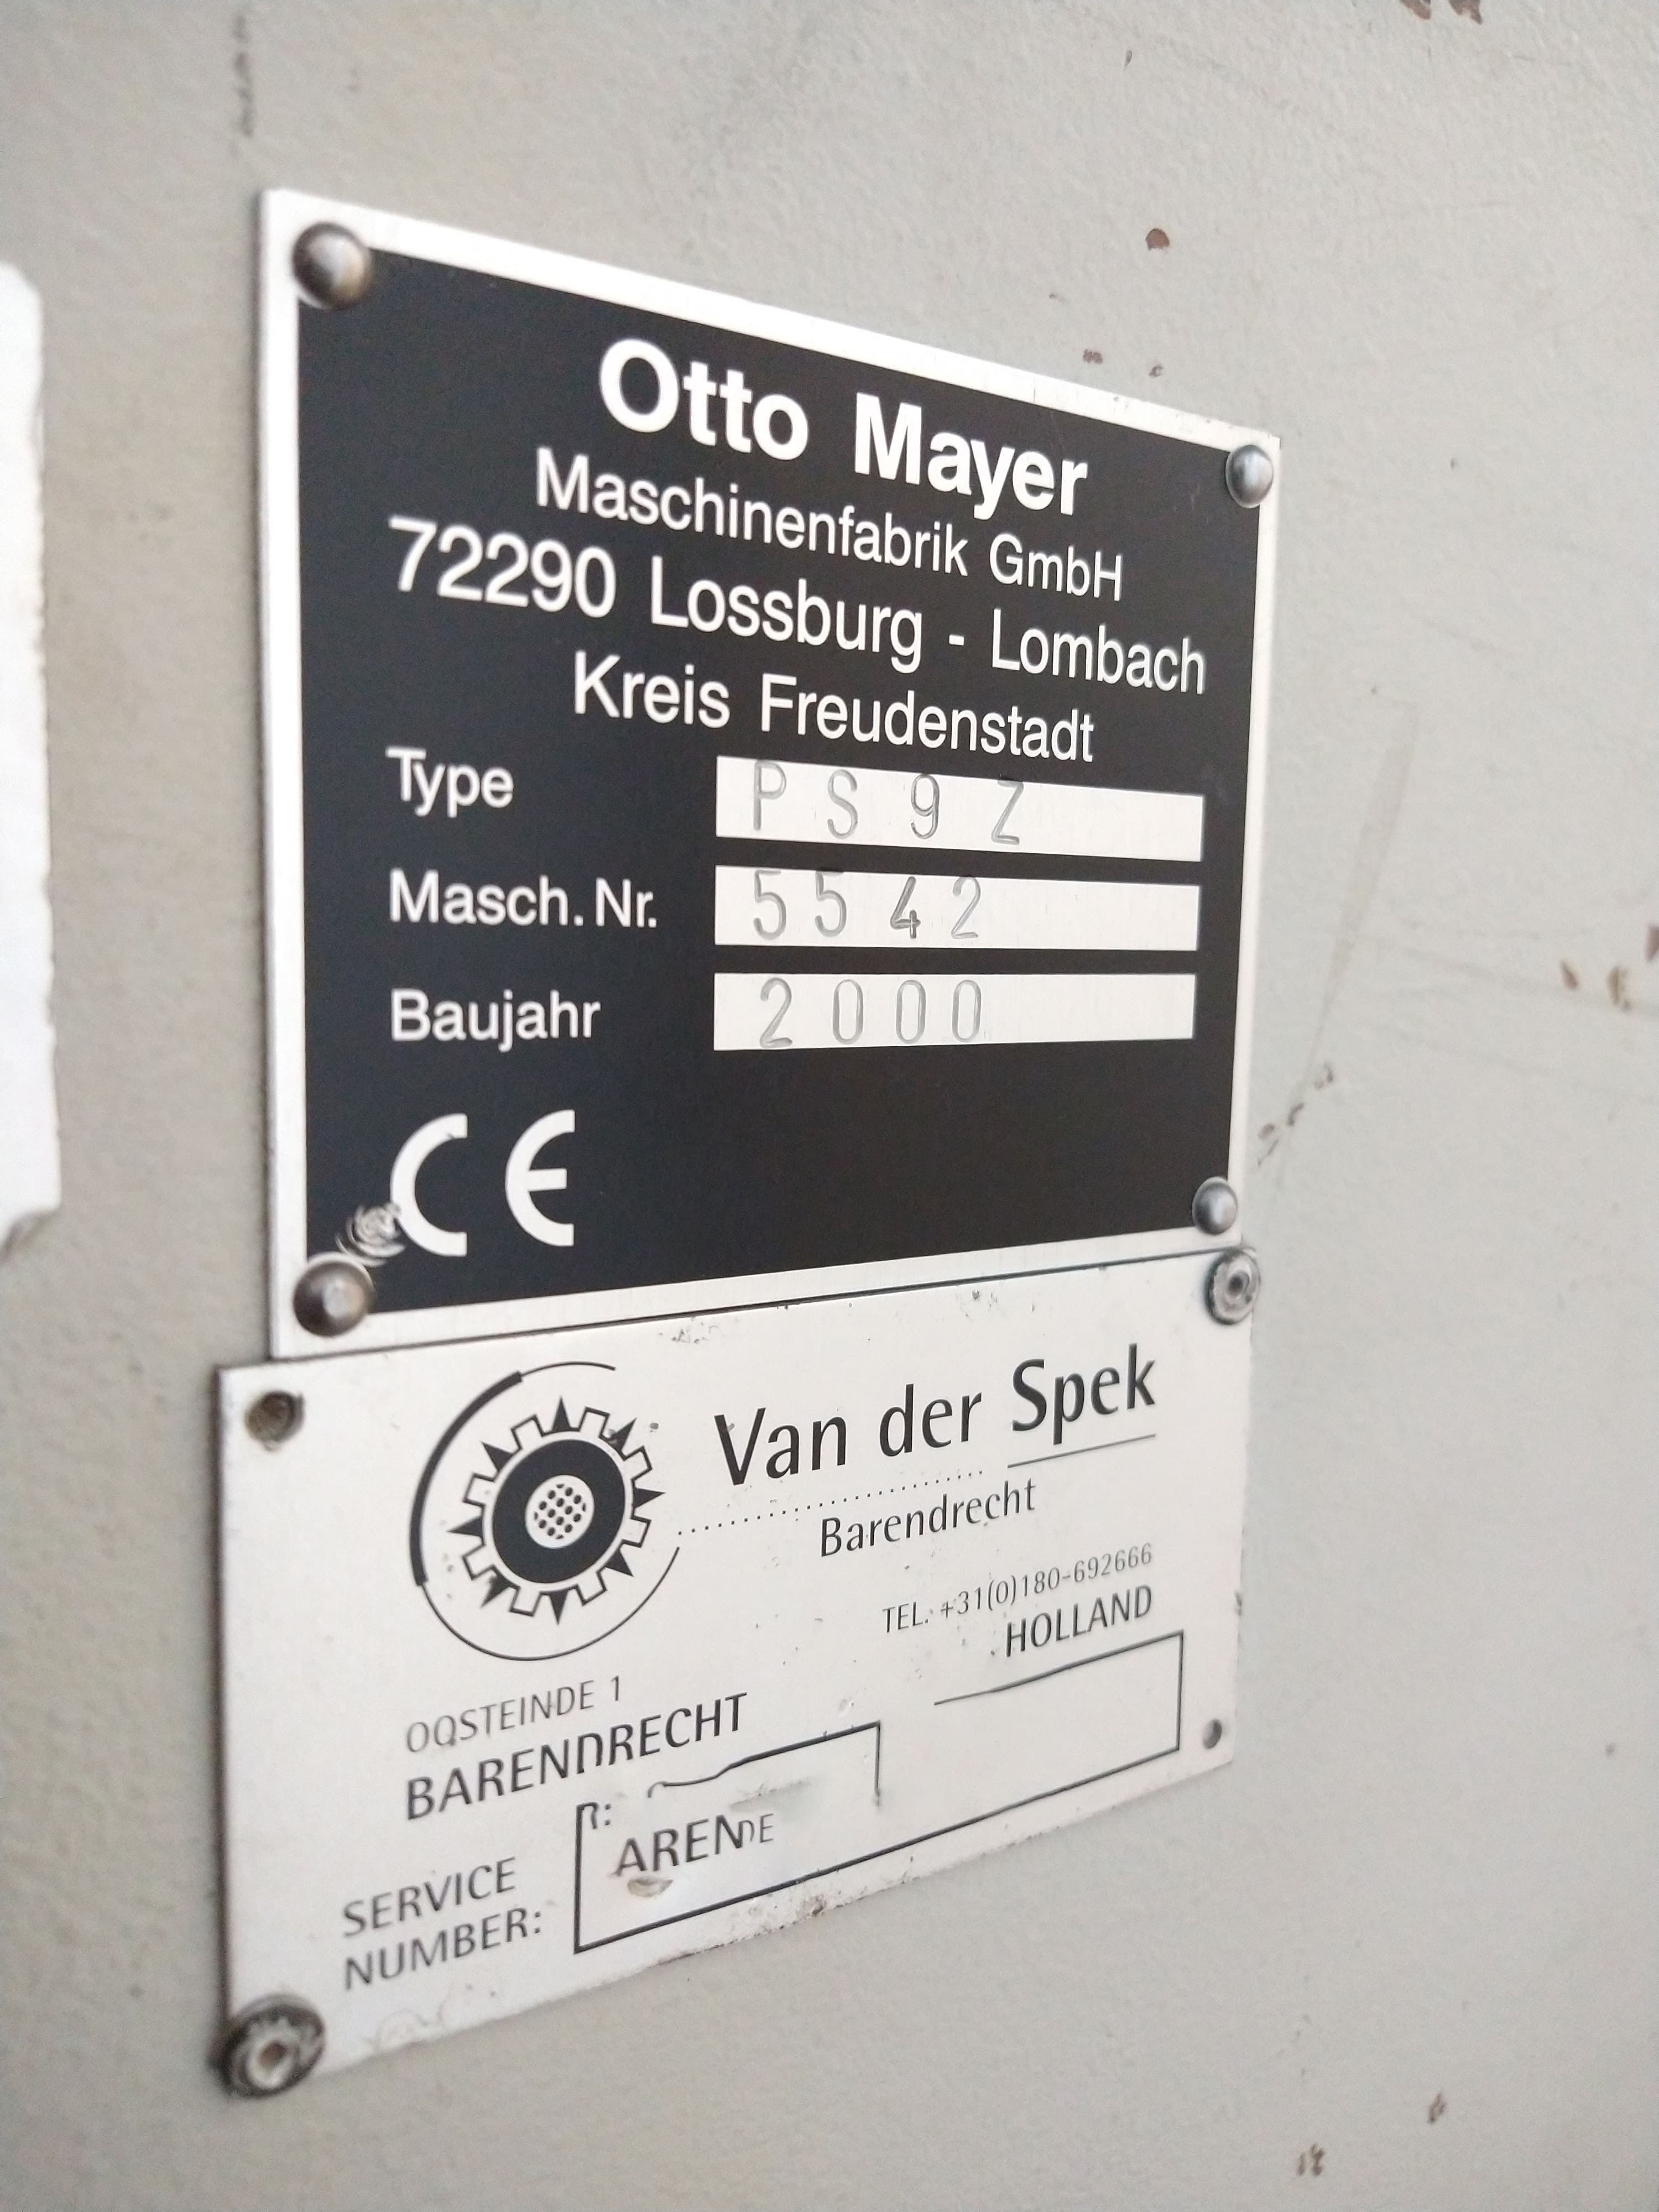 Otto Mayer
Maschinenfabrik GmbH
72290 Lossburg - Lombach
Kreis Freudenstadt
Type PS9Z
Masch. Nr. 5542
Baujahr 2000
CE
Van der Spek
Barendrecht
TEL. +31(0)180-692666
HOLLAND
OOSTEINDE 1
BARENDRECHT
SERVICE
NUMBER: